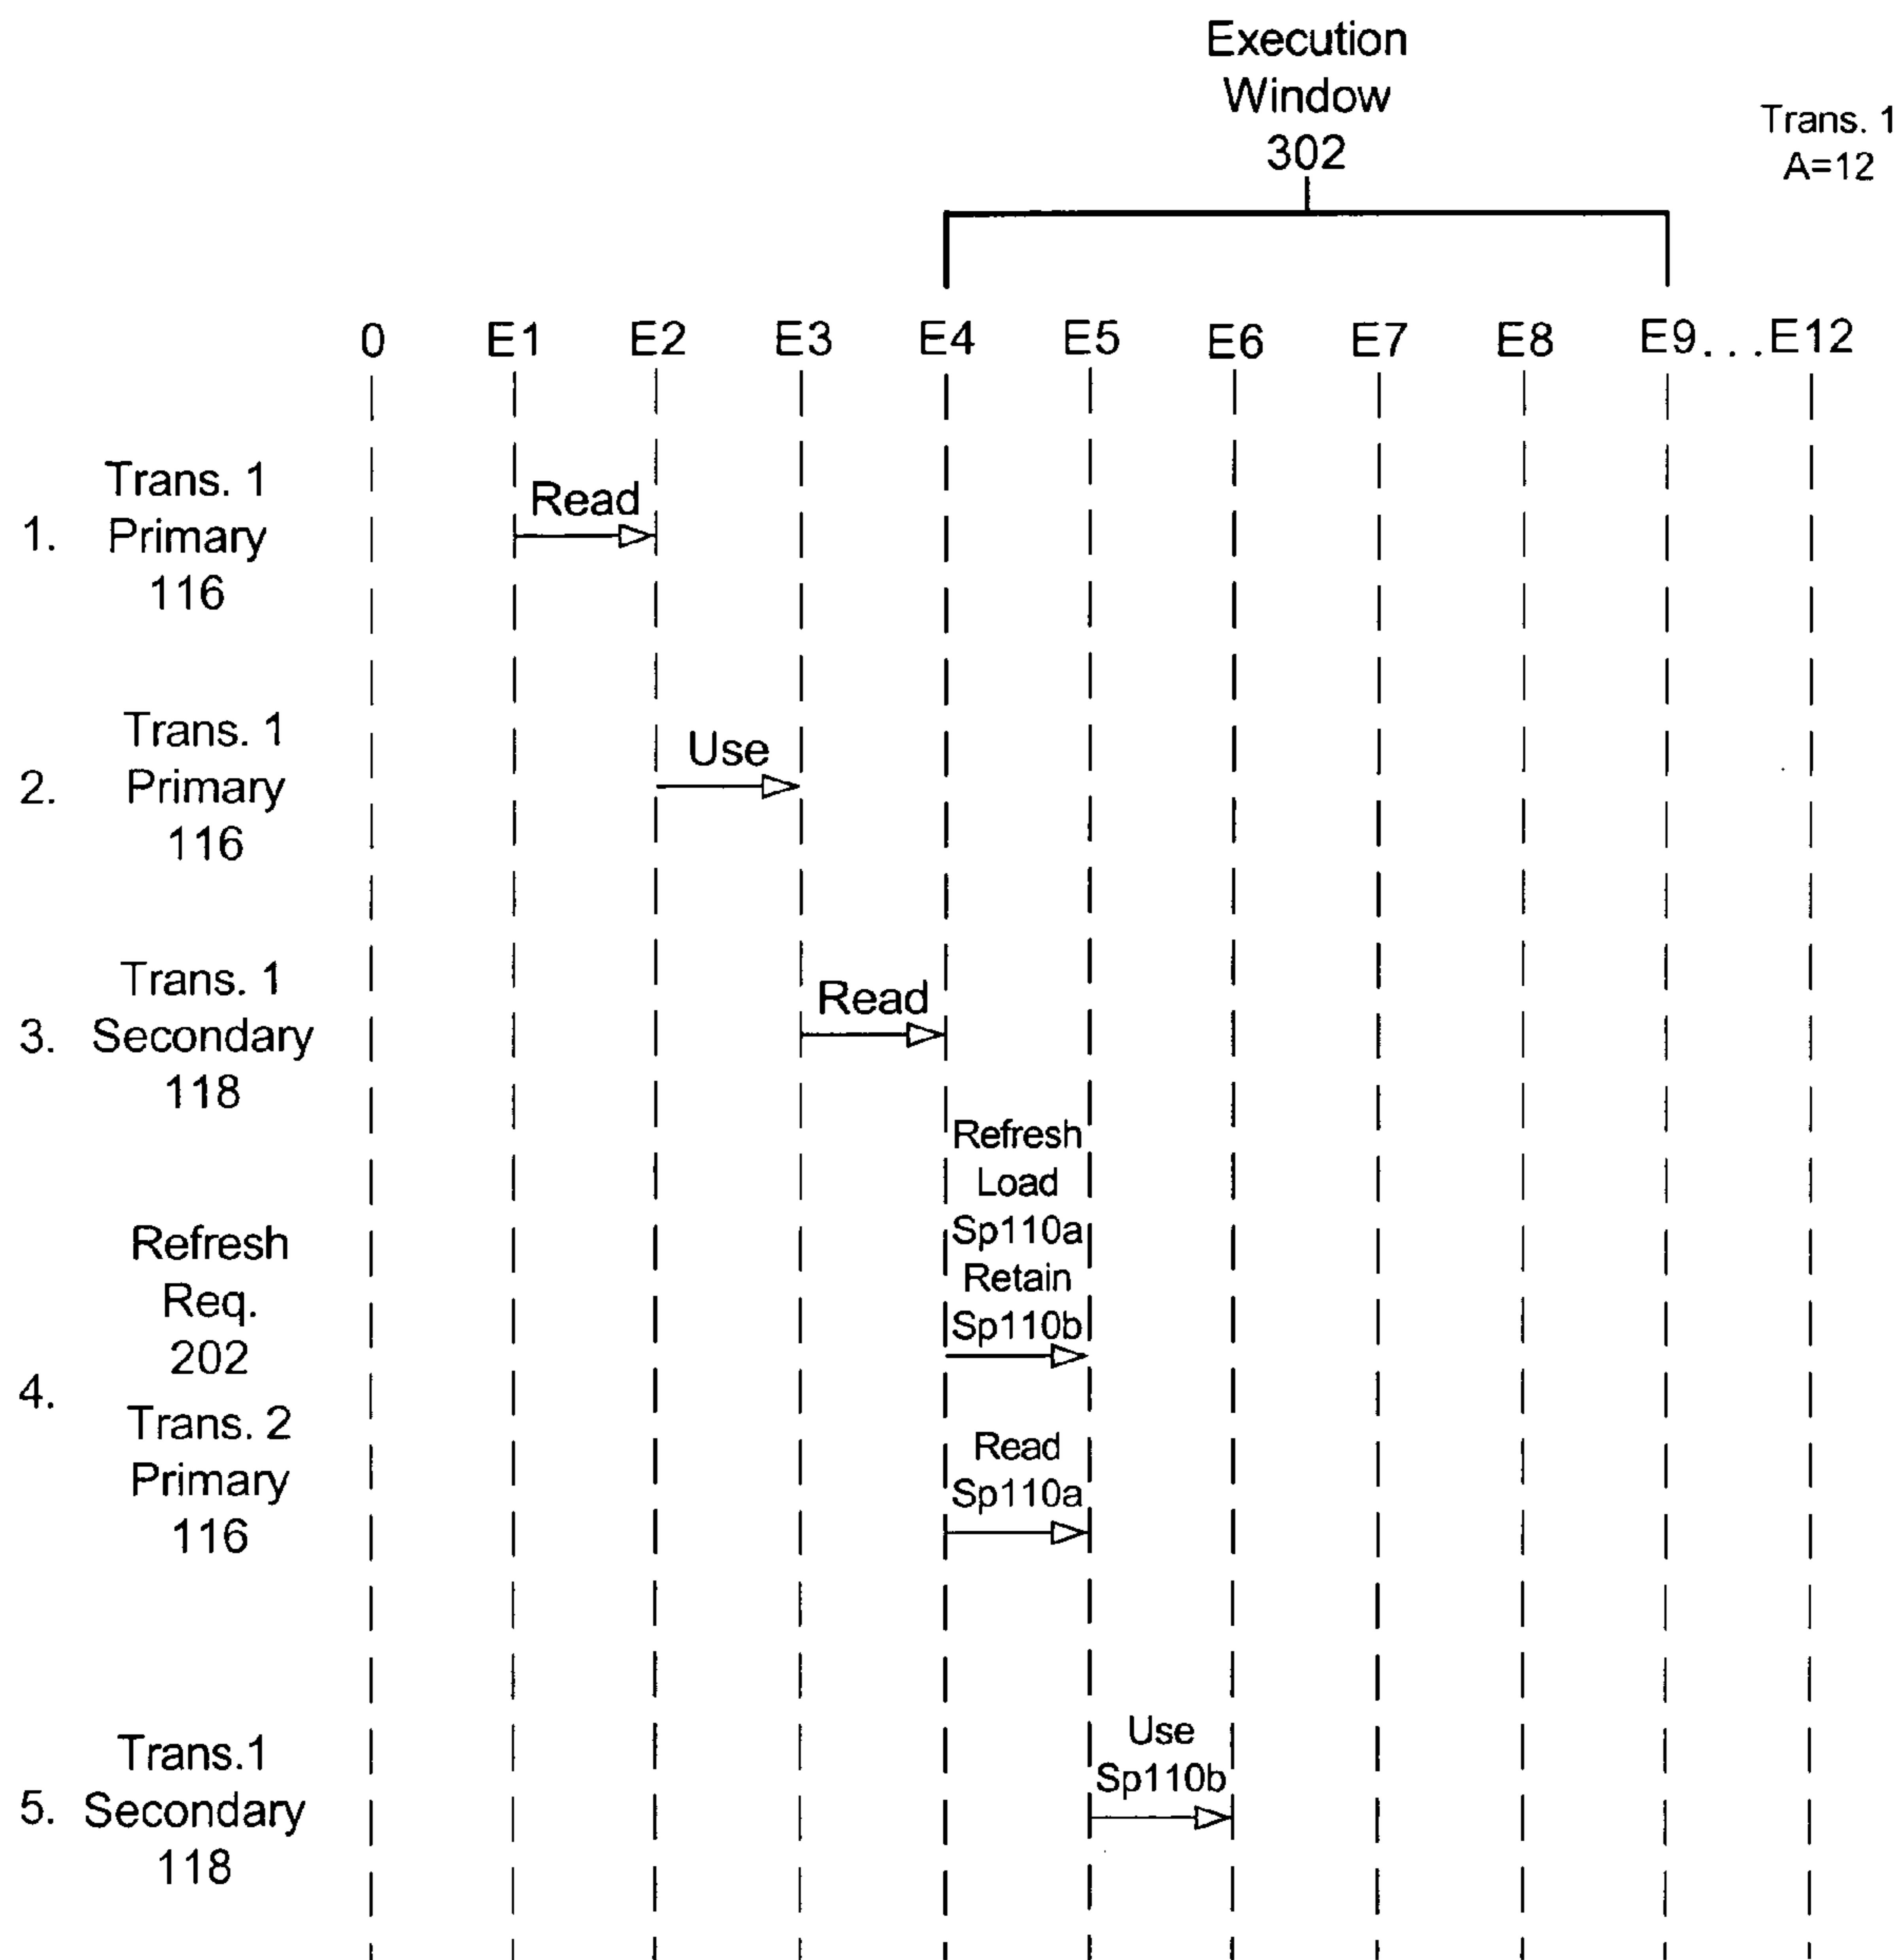 Execution
Window
302
Trans. 1
A=12
0 E1 E2 E3 E4 E5 E6 E7 E8 E9...E12
1.
Trans. 1
Primary
116
Read
2.
Trans. 1
Primary
116
Use
3.
Trans. 1
Secondary
118
Read
4.
Refresh
Req.
202
Trans. 2
Primary
116
Refresh
Load
Sp110a
Retain
Sp110b
Read
Sp110a
5.
Trans.1
Secondary
118
Use
Sp110b